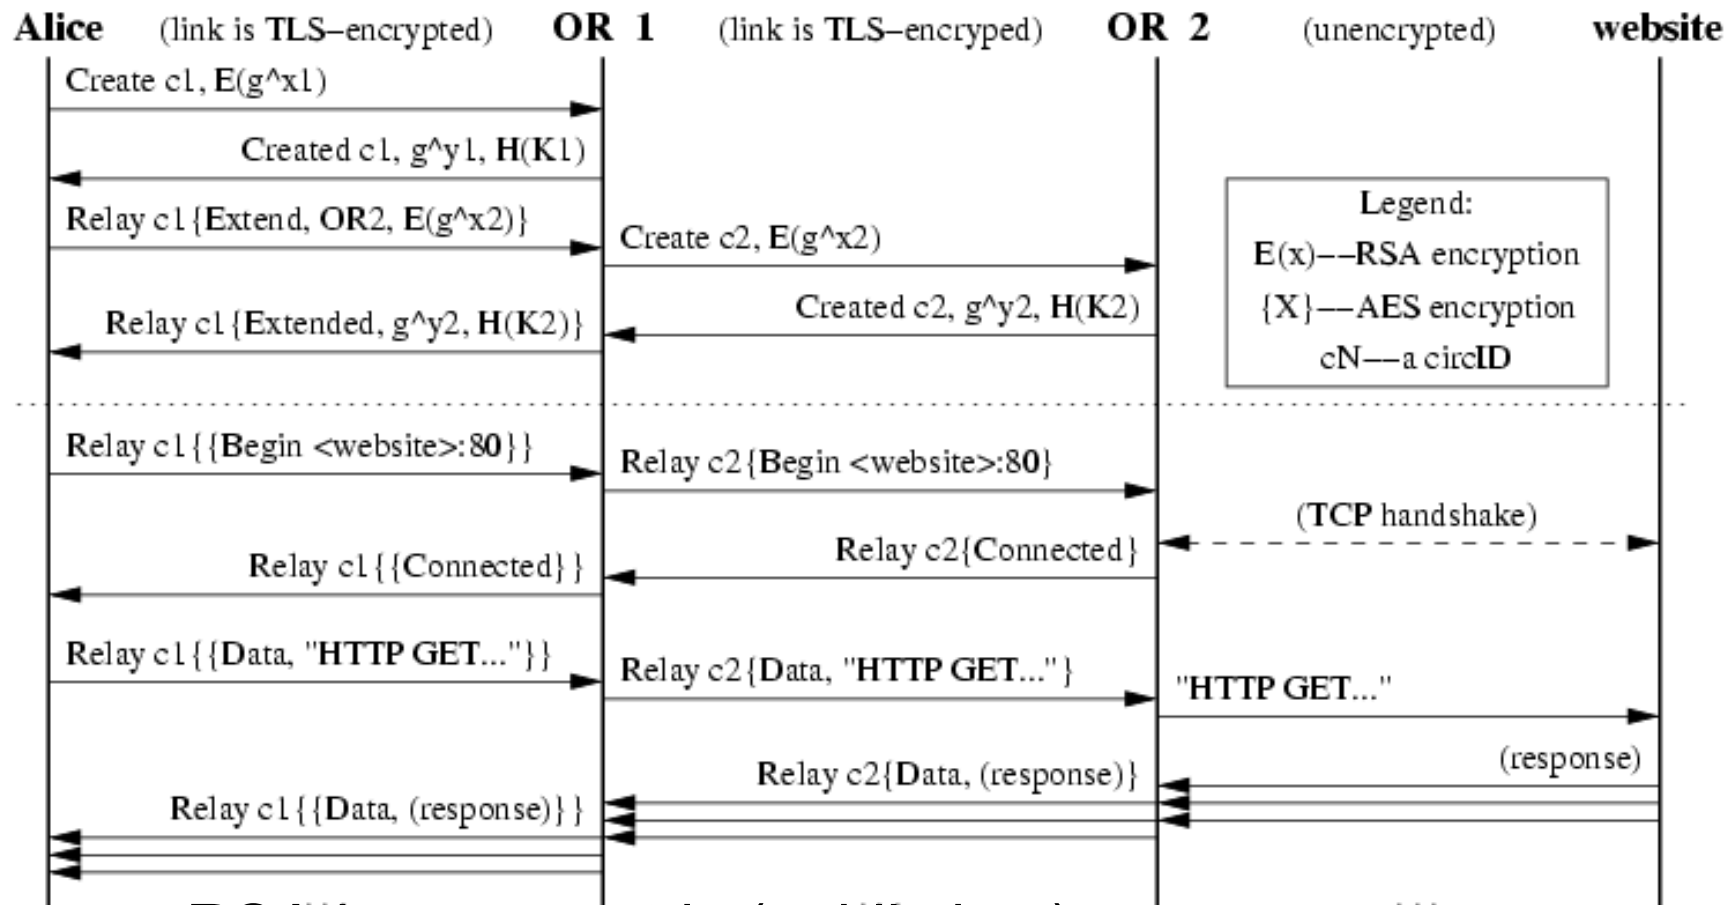 Alice (link is TLS–encrypted) OR 1 (link is TLS–encryped) OR 2 (unencrypted) website
Create c1, E(g^x1)
Created c1, g^y1, H(K1)
Relay c1{Extend, OR2, E(g^x2)}
Create c2, E(g^x2)
Created c2, g^y2, H(K2)
Relay c1{Extended, g^y2, H(K2)}
Legend:
E(x)––RSA encryption
{X}––AES encryption
cN––a circID
Relay c1{{Begin <website>:80}}
Relay c2{Begin <website>:80}
(TCP handshake)
Relay c2{Connected}
Relay c1{{Connected}}
Relay c1{{Data, "HTTP GET..."}}
Relay c2{Data, "HTTP GET..."}
"HTTP GET..."
(response)
Relay c2{Data, (response)}
Relay c1{{Data, (response)}}